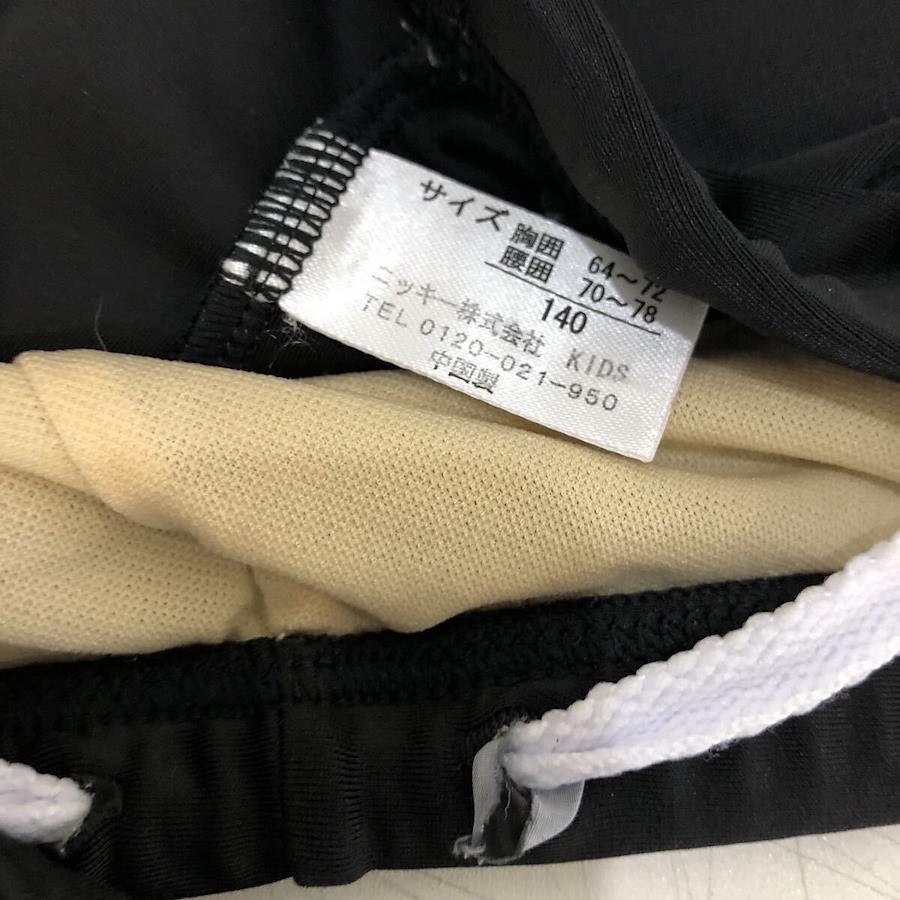 サイズ
胸囲 64～72
腰囲 70～78
140
ニッキー株式会社 KIDS
TEL 0120-021-950
中国製